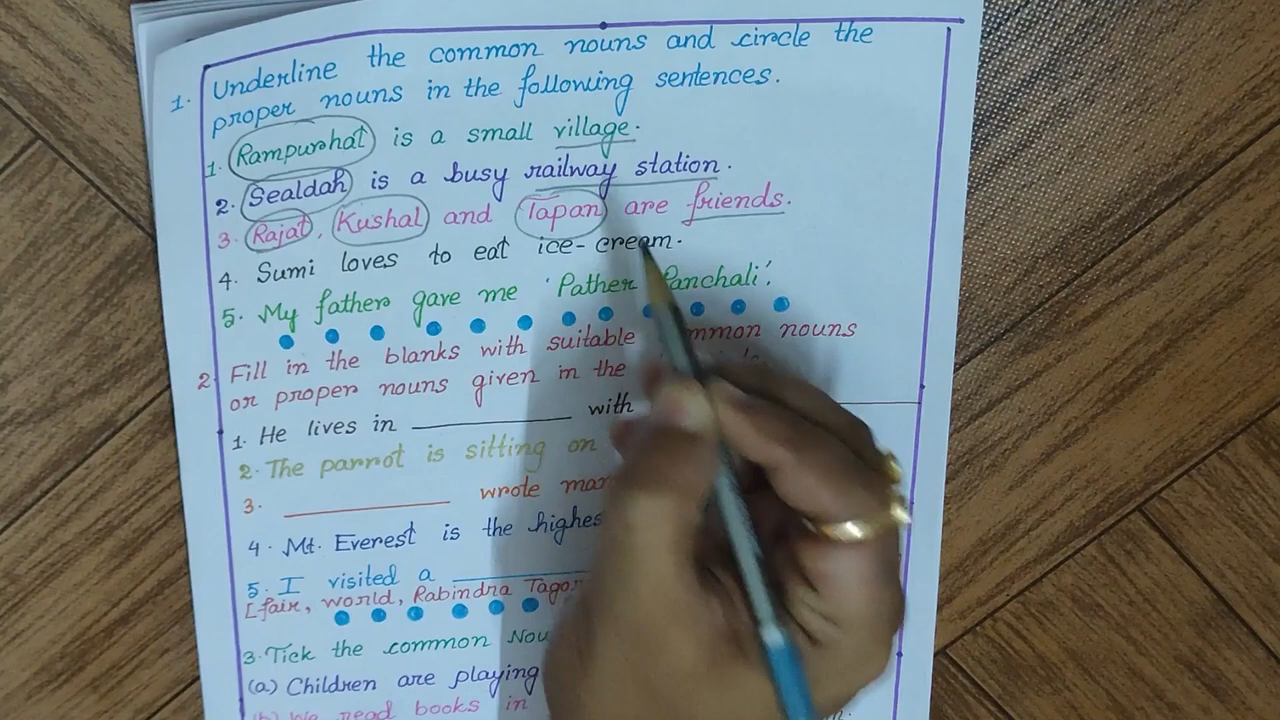 1. Underline the common nouns and circle the
proper nouns in the following sentences.
1. Rampurhat is a small village.
2. Sealdah is a busy railway station.
3. Rajat, Kushal and Tapan are friends.
4. Sumi loves to eat ice-cream.
5. My father gave me 'Pather Panchali'.
2 Fill in the blanks with suitable common nouns
or proper nouns given in the
1. He lives in ________ with
2. The parrot is sitting on
3. ________ wrote
4. Mt. Everest is the
5. I visited a ________
[fair, world, Rabindra
3. Tick the common
(a) Children are playing
read books in